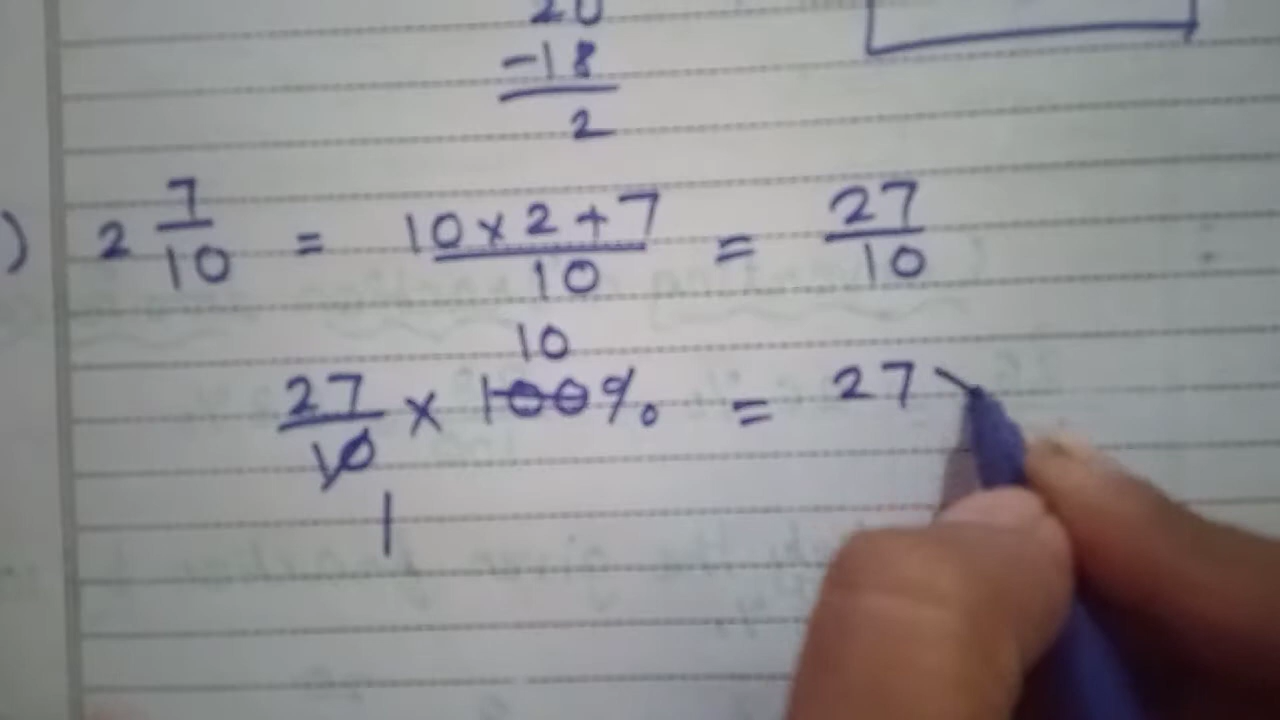 20
-18
2
) 2 7/10 = 10 x 2 + 7 / 10 = 27/10
10
27/10 x 100% = 27
1